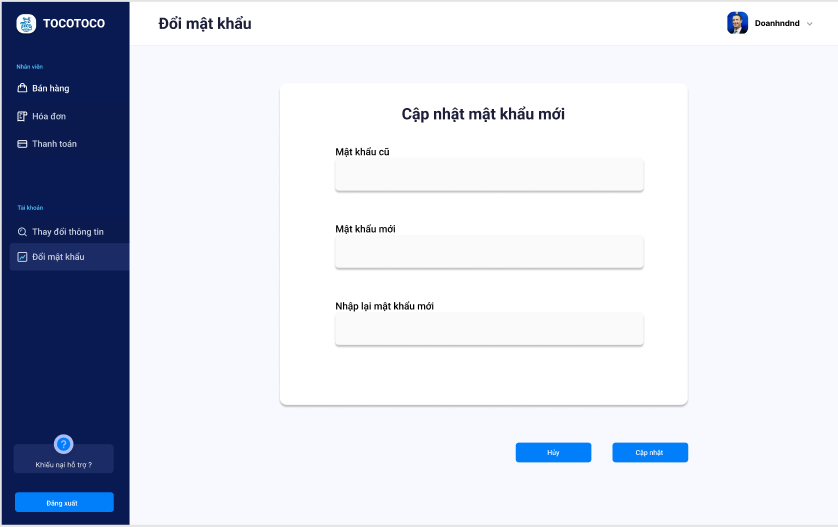 TOCOTOCO
Đổi mật khẩu
Doanhndnd
Nhân viên
Bán hàng
Hóa đơn
Thanh toán
Tài khoản
Thay đổi thông tin
Đổi mật khẩu
?
Khiếu nại hỗ trợ ?
Đăng xuất
Cập nhật mật khẩu mới
Mật khẩu cũ
Mật khẩu mới
Nhập lại mật khẩu mới
Hủy
Cập nhật